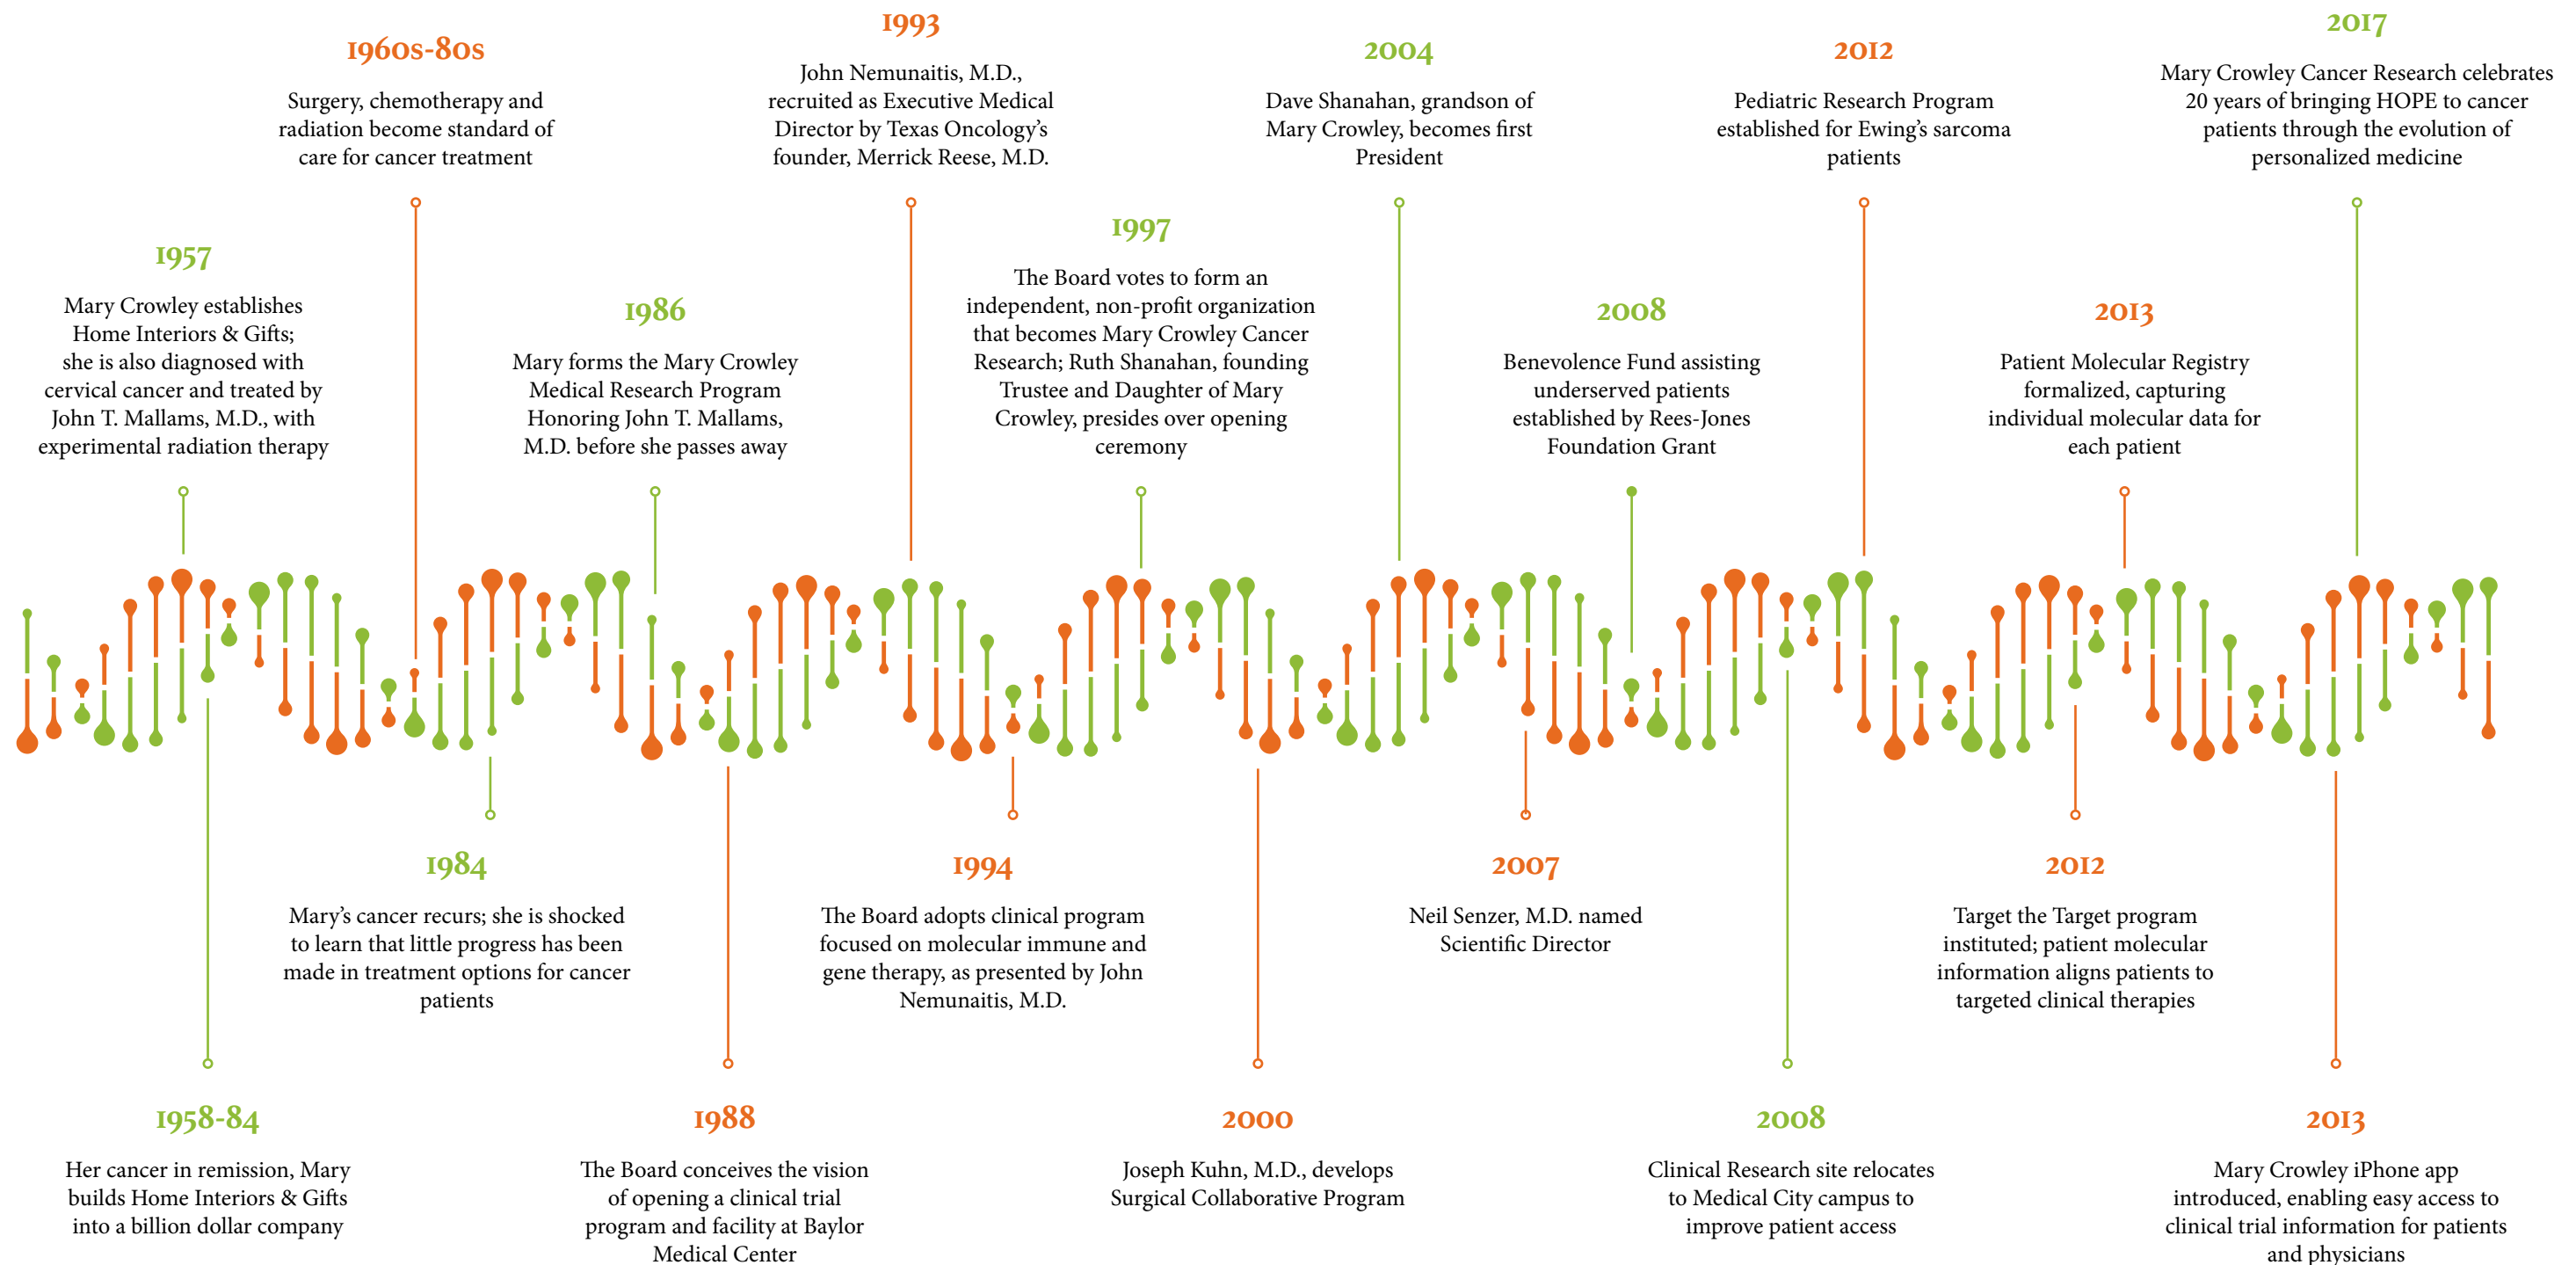 1957
Mary Crowley establishes
Home Interiors & Gifts;
she is also diagnosed with
cervical cancer and treated by
John T. Mallams, M.D., with
experimental radiation therapy
1958-84
Her cancer in remission, Mary
builds Home Interiors & Gifts
into a billion dollar company
1960s-80s
Surgery, chemotherapy and
radiation become standard of
care for cancer treatment
1984
Mary’s cancer recurs; she is shocked
to learn that little progress has been
made in treatment options for cancer
patients
1986
Mary forms the Mary Crowley
Medical Research Program
Honoring John T. Mallams,
M.D. before she passes away
1988
The Board conceives the vision
of opening a clinical trial
program and facility at Baylor
Medical Center
1993
John Nemunaitis, M.D.,
recruited as Executive Medical
Director by Texas Oncology’s
founder, Merrick Reese, M.D.
1994
The Board adopts clinical program
focused on molecular immune and
gene therapy, as presented by John
Nemunaitis, M.D.
1997
The Board votes to form an
independent, non-profit organization
that becomes Mary Crowley Cancer
Research; Ruth Shanahan, founding
Trustee and Daughter of Mary
Crowley, presides over opening
ceremony
2000
Joseph Kuhn, M.D., develops
Surgical Collaborative Program
2004
Dave Shanahan, grandson of
Mary Crowley, becomes first
President
2007
Neil Senzer, M.D. named
Scientific Director
2008
Benevolence Fund assisting
underserved patients
established by Rees-Jones
Foundation Grant
2008
Clinical Research site relocates
to Medical City campus to
improve patient access
2012
Pediatric Research Program
established for Ewing’s sarcoma
patients
2012
Target the Target program
instituted; patient molecular
information aligns patients to
targeted clinical therapies
2013
Patient Molecular Registry
formalized, capturing
individual molecular data for
each patient
2013
Mary Crowley iPhone app
introduced, enabling easy access to
clinical trial information for patients
and physicians
2017
Mary Crowley Cancer Research celebrates
20 years of bringing HOPE to cancer
patients through the evolution of
personalized medicine